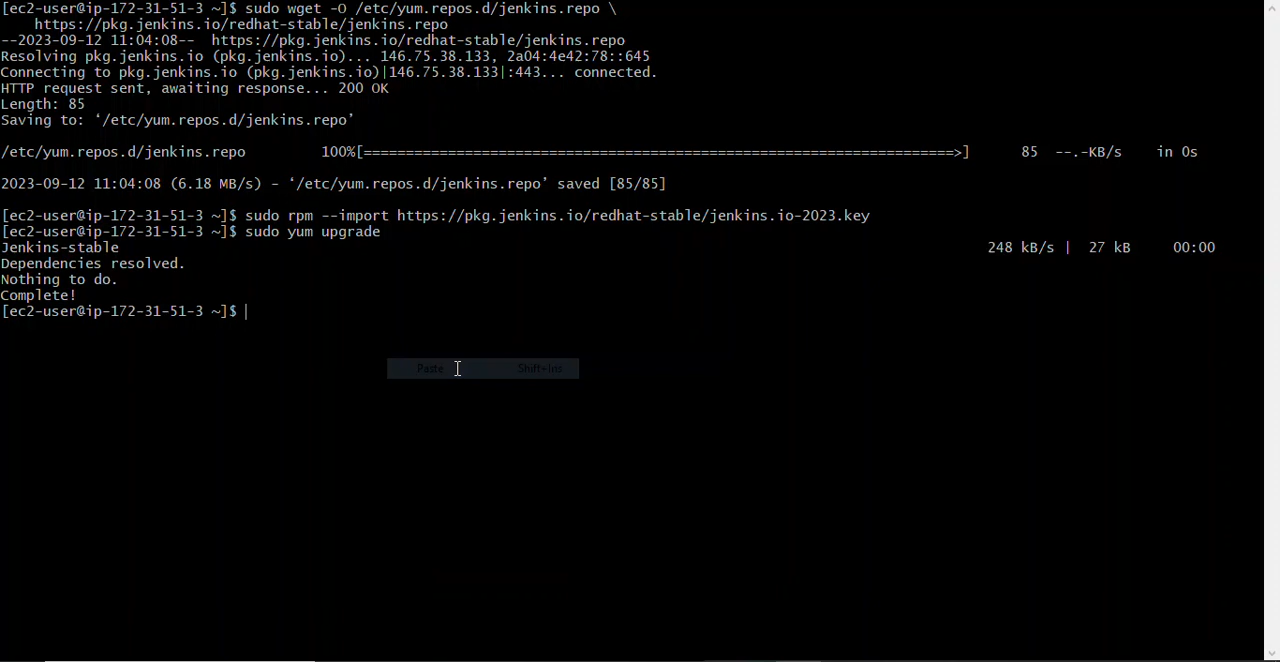 [ec2-user@ip-172-31-51-3 ~]$ sudo wget -O /etc/yum.repos.d/jenkins.repo \
    https://pkg.jenkins.io/redhat-stable/jenkins.repo
--2023-09-12 11:04:08--  https://pkg.jenkins.io/redhat-stable/jenkins.repo
Resolving pkg.jenkins.io (pkg.jenkins.io)... 146.75.38.133, 2a04:4e42:78::645
Connecting to pkg.jenkins.io (pkg.jenkins.io)|146.75.38.133|:443... connected.
HTTP request sent, awaiting response... 200 OK
Length: 85
Saving to: ‘/etc/yum.repos.d/jenkins.repo’
/etc/yum.repos.d/jenkins.repo         100%[======================================================================>]      85  --.-KB/s    in 0s
2023-09-12 11:04:08 (6.18 MB/s) - ‘/etc/yum.repos.d/jenkins.repo’ saved [85/85]
[ec2-user@ip-172-31-51-3 ~]$ sudo rpm --import https://pkg.jenkins.io/redhat-stable/jenkins.io-2023.key
[ec2-user@ip-172-31-51-3 ~]$ sudo yum upgrade
Jenkins-stable                                                        248 kB/s |  27 kB     00:00
Dependencies resolved.
Nothing to do.
Complete!
[ec2-user@ip-172-31-51-3 ~]$
Paste Shift+Ins